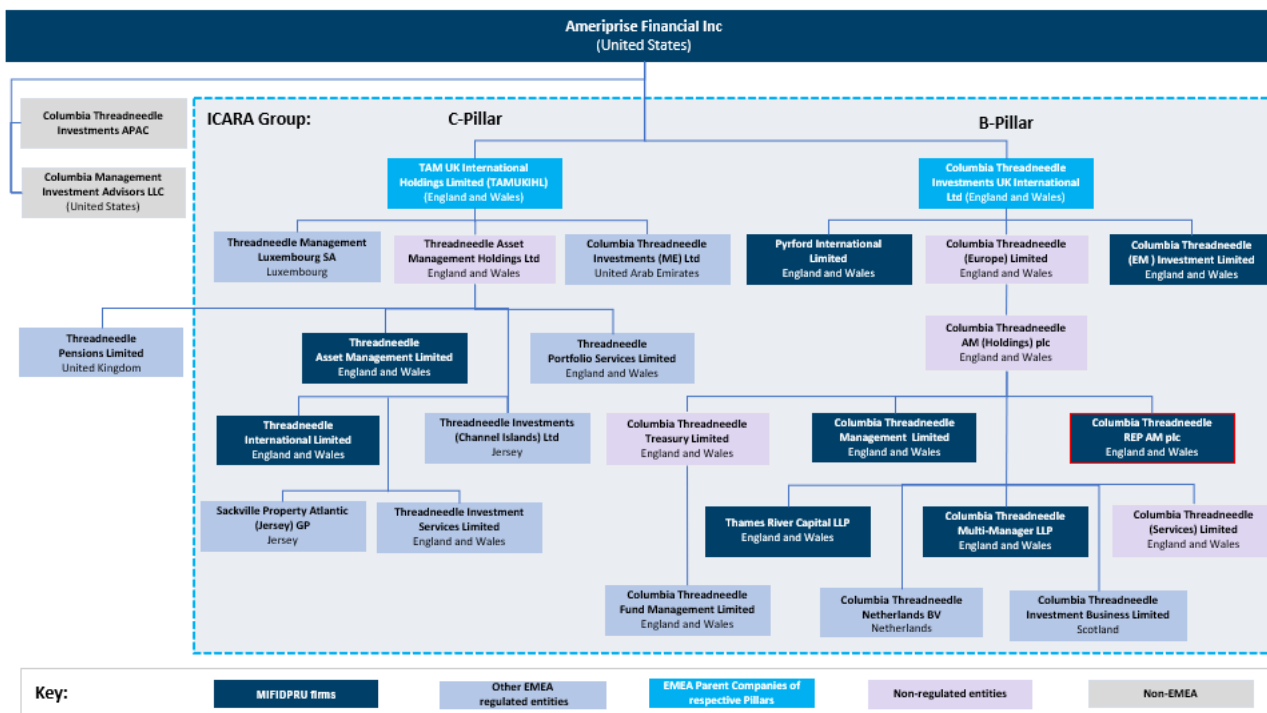 Ameriprise Financial Inc
(United States)
Columbia Threadneedle
Investments APAC
Columbia Management
Investment Advisors LLC
(United States)
ICARA Group:
C-Pillar
B-Pillar
TAM UK International
Holdings Limited (TAMUKIHL)
(England and Wales)
Columbia Threadneedle
Investments UK International
Ltd (England and Wales)
Threadneedle Management
Luxembourg SA
Luxembourg
Threadneedle Asset
Management Holdings Ltd
England and Wales
Columbia Threadneedle
Investments (ME) Ltd
United Arab Emirates
Pyrford International
Limited
England and Wales
Columbia Threadneedle
(Europe) Limited
England and Wales
Columbia Threadneedle
(EM ) Investment Limited
England and Wales
Threadneedle
Pensions Limited
United Kingdom
Threadneedle
Asset Management Limited
England and Wales
Threadneedle
Portfolio Services Limited
England and Wales
Columbia Threadneedle
AM (Holdings) plc
England and Wales
Threadneedle
International Limited
England and Wales
Threadneedle Investments
(Channel Islands) Ltd
Jersey
Columbia Threadneedle
Treasury Limited
England and Wales
Columbia Threadneedle
Management Limited
England and Wales
Columbia Threadneedle
REP AM plc
England and Wales
Sackville Property Atlantic
(Jersey) GP
Jersey
Threadneedle Investment
Services Limited
England and Wales
Thames River Capital LLP
England and Wales
Columbia Threadneedle
Multi-Manager LLP
England and Wales
Columbia Threadneedle
(Services) Limited
England and Wales
Columbia Threadneedle
Fund Management Limited
England and Wales
Columbia Threadneedle
Netherlands BV
Netherlands
Columbia Threadneedle
Investment Business Limited
Scotland
Key:
MIFIDPRU firms
Other EMEA
regulated entities
EMEA Parent Companies of
respective Pillars
Non-regulated entities
Non-EMEA